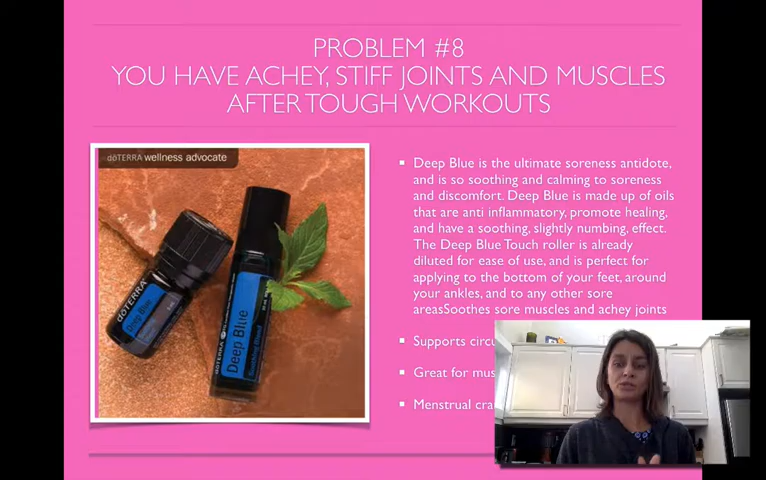 PROBLEM #8
YOU HAVE ACHEY, STIFF JOINTS AND MUSCLES
AFTER TOUGH WORKOUTS
dōTERRA wellness advocate
dōTERRA
Deep Blue
dōTERRA
Deep Blue
Deep Blue is the ultimate soreness antidote,
and is so soothing and calming to soreness
and discomfort. Deep Blue is made up of oils
that are anti inflammatory, promote healing,
and have a soothing, slightly numbing, effect.
The Deep Blue Touch roller is already
diluted for ease of use, and is perfect for
applying to the bottom of your feet, around
your ankles, and to any other sore
areasSoothes sore muscles and achey joints
Supports circu
Great for mus
Menstrual cra